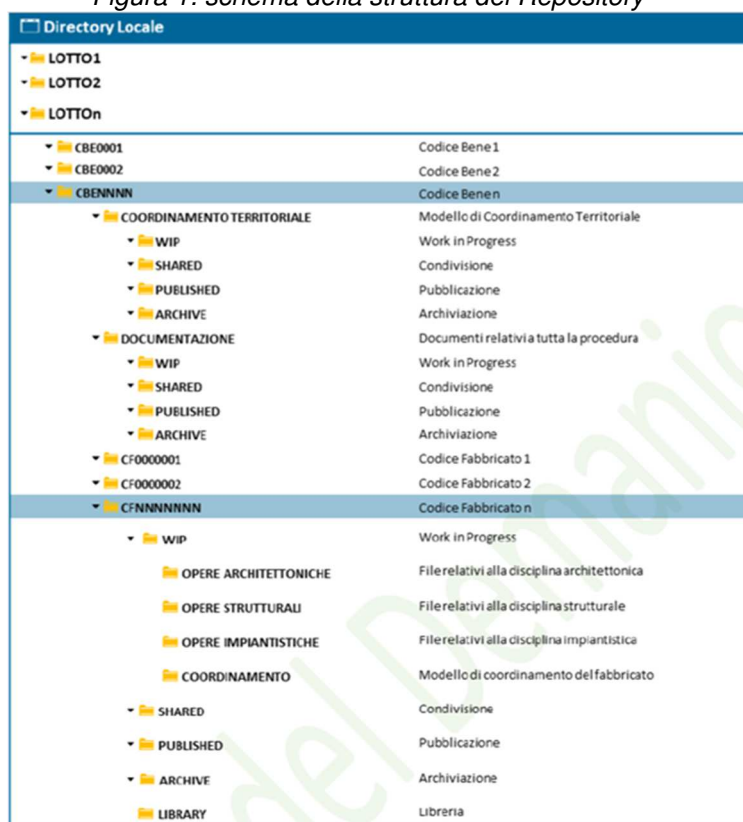 Figura 1: schema della struttura del Repository
Directory Locale
LOTTO1
LOTTO2
LOTTOn
CBE0001 Codice Bene 1
CBE0002 Codice Bene 2
CBENNNN Codice Bene n
COORDINAMENTO TERRITORIALE Modello di Coordinamento Territoriale
WIP Work in Progress
SHARED Condivisione
PUBLISHED Pubblicazione
ARCHIVE Archiviazione
DOCUMENTAZIONE Documenti relativi a tutta la procedura
WIP Work in Progress
SHARED Condivisione
PUBLISHED Pubblicazione
ARCHIVE Archiviazione
CF0000001 Codice Fabbricato 1
CF0000002 Codice Fabbricato 2
CFNNNNNNN Codice Fabbricato n
WIP Work in Progress
OPERE ARCHITETTONICHE File relativi alla disciplina architettonica
OPERE STRUTTURALI File relativi alla disciplina strutturale
OPERE IMPIANTISTICHE File relativi alla disciplina impiantistica
COORDINAMENTO Modello di coordinamento del fabbricato
SHARED Condivisione
PUBLISHED Pubblicazione
ARCHIVE Archiviazione
LIBRARY Libreria